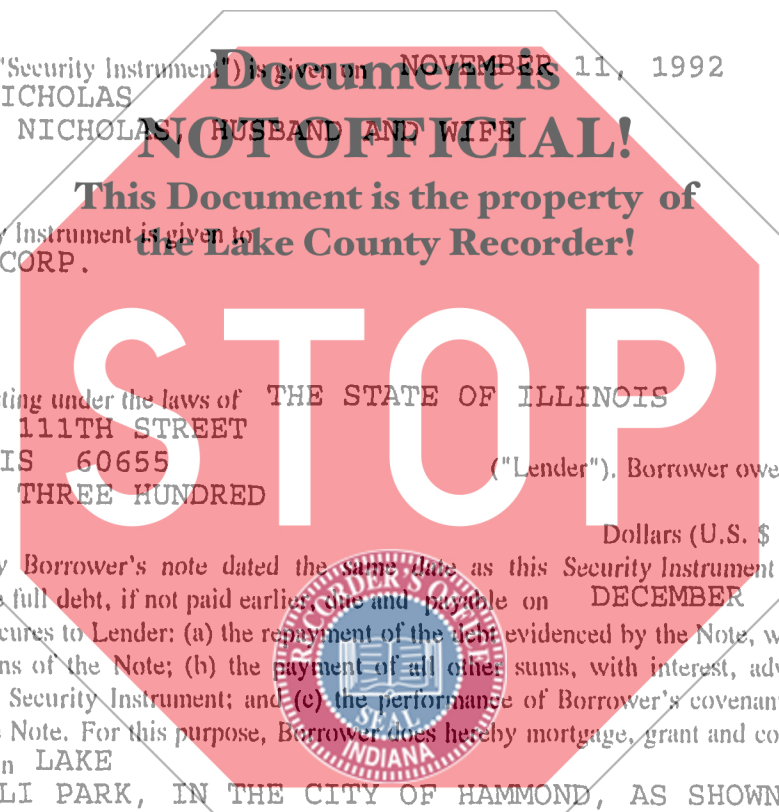 Document is
NOT OFFICIAL!
This Document is the property of
the Lake County Recorder!
STOP
"Security Instrument") is given on NOVEMBER 11, 1992
ICHOLAS
NICHOLAS, HUSBAND AND WIFE
y Instrument is given to
CORP.
ting under the laws of THE STATE OF ILLINOIS
111TH STREET
IS 60655 ("Lender"). Borrower owe
THREE HUNDRED
Dollars (U.S. $
y Borrower's note dated the same date as this Security Instrument
e full debt, if not paid earlier, due and payable on DECEMBER
cures to Lender: (a) the repayment of the debt evidenced by the Note, w
ns of the Note; (b) the payment of all other sums, with interest, adv
Security Instrument; and (c) the performance of Borrower's covenan
Note. For this purpose, Borrower does hereby mortgage, grant and co
n LAKE
LI PARK, IN THE CITY OF HAMMOND, AS SHOWN
RECORDER'S OFFICE
SEAL
INDIANA